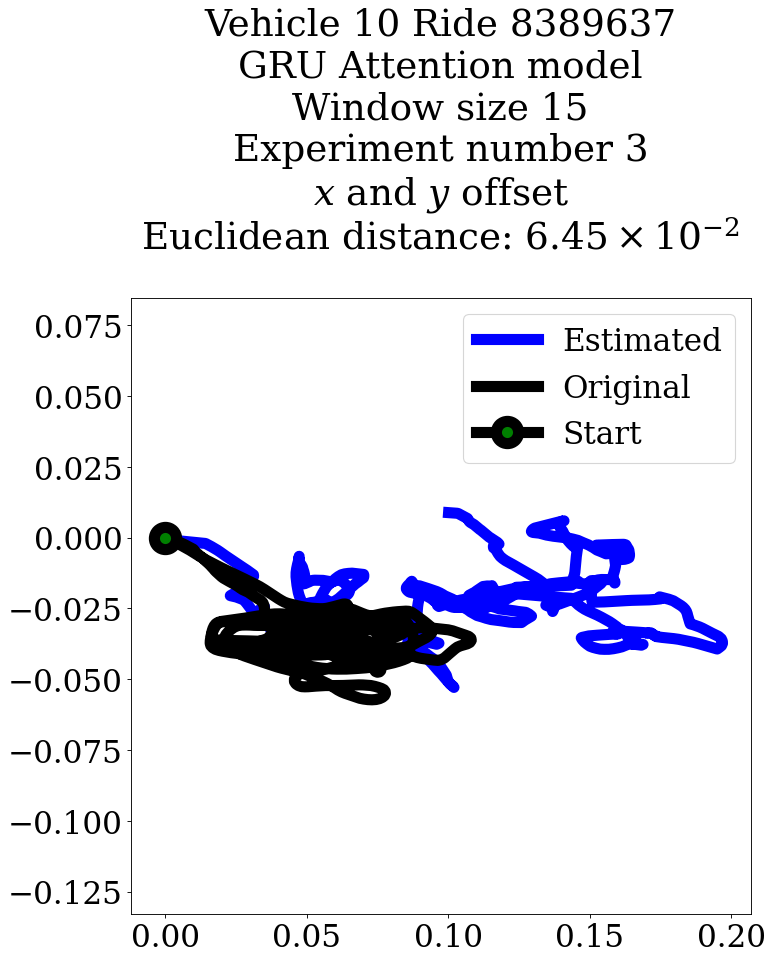 Vehicle 10 Ride 8389637
GRU Attention model
Window size 15
Experiment number 3
x and y offset
Euclidean distance: 6.45 × 10⁻²
Estimated
Original
Start
0.075
0.050
0.025
0.000
−0.025
−0.050
−0.075
−0.100
−0.125
0.00 0.05 0.10 0.15 0.20